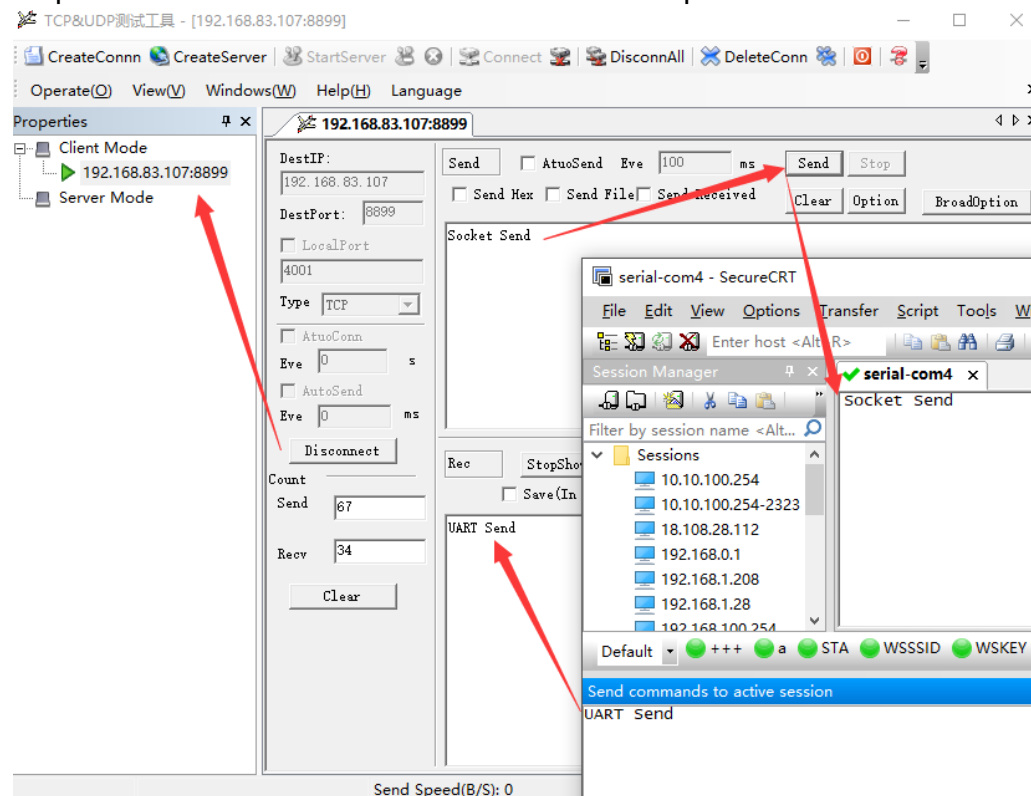 TCP&UDP测试工具 - [192.168.83.107:8899]
CreateConnn CreateServer StartServer Connect DisconnAll DeleteConn
Operate(O) View(V) Windows(W) Help(H) Language
Properties
192.168.83.107:8899
Client Mode
192.168.83.107:8899
Server Mode
DestIP:
192.168.83.107
DestPort: 8899
LocalPort
4001
Type TCP
AtuoConn
Eve 0 s
AutoSend
Eve 0 ms
Disconnect
Count
Send 67
Recv 34
Clear
Send AtuoSend Eve 100 ms Send Stop
Send Hex Send File Send Received Clear Option BroadOption
Socket Send
Rec StopSho
Save(In
UART Send
Send Speed(B/S): 0
serial-com4 - SecureCRT
File Edit View Options Transfer Script Tools W
Enter host <Alt R>
Session Manager
serial-com4
Filter by session name <Alt...
Sessions
10.10.100.254
10.10.100.254-2323
18.108.28.112
192.168.0.1
192.168.1.208
192.168.1.28
192.168.100.254
Socket Send
Default +++ a STA WSSSID WSKEY
Send commands to active session
UART Send